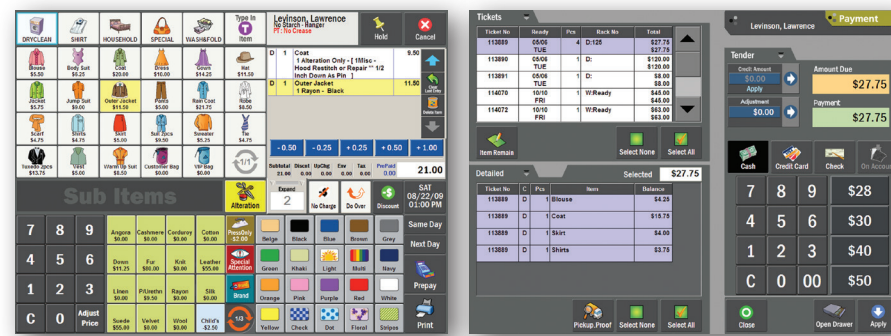 DRYCLEAN SHIRT HOUSEHOLD SPECIAL WASH&FOLD
Type In
Item
Levinson, Lawrence
No Starch - Hanger
PT: No Crease
Hold Cancel
Blouse Body Suit Coat Dress Gown Hat
$5.50 $6.25 $20.00 $10.00 $14.25 $11.50
Jacket Jump Suit Outer Jacket Pants Rain Coat Robe
$5.75 $9.00 $11.50 $5.00 $21.75 $8.50
Scarf Shirts Skirt Suit 2pcs Sweater Tie
$4.75 $4.75 $5.00 $9.50 $5.25 $4.75
Tuxedo 2pcs Vest Warm Up Suit Customer Bag VIP Bag
$13.75 $5.00 $8.50 $0.00 $0.00
1/1
D 1 Coat 9.50
1 Alteration Only - [ 1Misc -
Hood Restitch or Repair ** 1/2
Inch Down As Pin ]
D 1 Outer Jacket 11.50
1 Rayon - Black
Clear
Last Entry
Delete Item
- 0.50 - 0.25 + 0.25 + 0.50 + 1.00
Subtotal Discnt UpChg Env Tax PrePaid
21.00 0.00 0.00 0.00 0.00 0.00 21.00
Sub Items
Alteration
Expand
2
No Charge Do Over Discount
SAT
08/22/09
01:00 PM
7 8 9
4 5 6
1 2 3
C 0 Adjust
Price
Angora Cashmere Corduroy Cotton
$0.00 $0.00 $0.00 $0.00
Down Fur Knit Leather
$11.25 $80.00 $0.00 $55.00
Linen P/Urethn Rayon Silk
$0.00 $0.50 $0.00 $0.00
Suede Velvet Wool Child's
$55.00 $0.00 $0.00 -$2.50
PressOnly
-$2.00
Special
Attention
Brand
1/3
Beige Black Blue Brown Grey
Green Khaki Light Multi Navy
Orange Pink Purple Red White
Yellow Check Dot Floral Stripes
Same Day
Next Day
Prepay
Print
Tickets
Ticket No Ready Pcs Rack No Total
113889 05/06 4 D:125 $27.75
TUE $27.75
113890 05/06 1 D: $120.00
TUE $120.00
113891 05/06 1 D: $8.00
TUE $8.00
114070 10/10 1 W:Ready $45.00
FRI $45.00
114072 10/10 1 W:Ready $63.00
FRI $63.00
Item Remain Select None Select All
Detailed Selected $27.75
Ticket No C Pcs Item Balance
113889 D 1 Blouse $4.25
113889 D 1 Coat $15.75
113889 D 1 Skirt $4.00
113889 D 1 Shirts $3.75
Pickup.Proof Select None Select All
Levinson, Lawrence
Payment
Tender
Credit Amount
$0.00
Apply
Adjustment
$0.00
Amount Due
$27.75
Payment
$27.75
Cash Credit Card Check On Accou
7 8 9 $28
4 5 6 $30
1 2 3 $40
C 0 00 $50
Close Open Drawer Apply